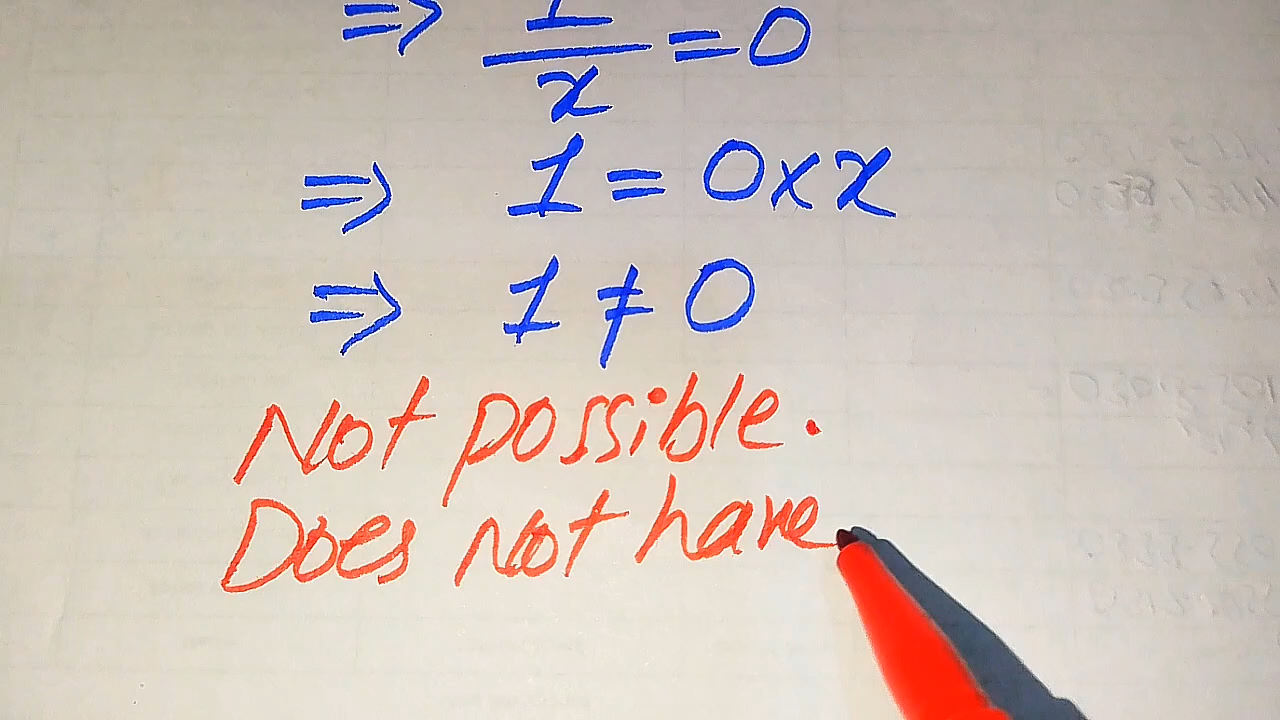 ⇒ 1/x = 0
⇒ 1 = 0×x
⇒ 1 ≠ 0
Not possible.
Does not have